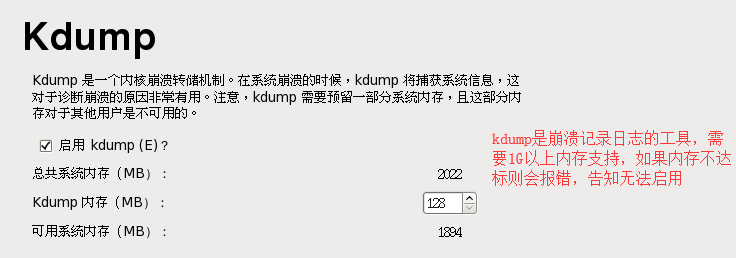 Kdump
Kdump 是一个内核崩溃转储机制。在系统崩溃的时候，kdump 将捕获系统信息，这
对于诊断崩溃的原因非常有用。注意，kdump 需要预留一部分系统内存，且这部分内
存对于其他用户是不可用的。
启用 kdump (E)？
kdump是崩溃记录日志的工具，需
要1G以上内存支持，如果内存不达
标则会报错，告知无法启用
总共系统内存（MB）： 2022
Kdump 内存（MB）： 128
可用系统内存（MB）： 1894